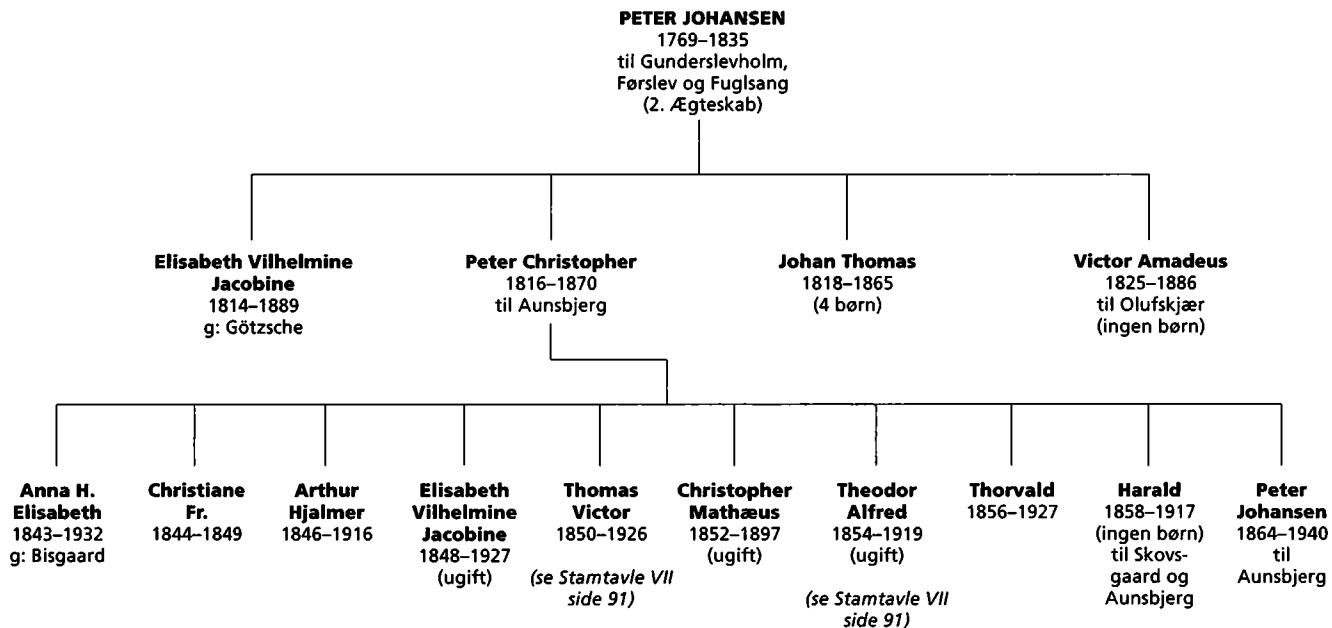 PETER JOHANSEN
1769–1835
til Gunderslevholm,
Førslev og Fuglsang
(2. Ægteskab)
Elisabeth Vilhelmine
Jacobine
1814–1889
g: Götzsche
Peter Christopher
1816–1870
til Aunsbjerg
Johan Thomas
1818–1865
(4 børn)
Victor Amadeus
1825–1886
til Olufskjær
(ingen børn)
Anna H.
Elisabeth
1843–1932
g: Bisgaard
Christiane
Fr.
1844–1849
Arthur
Hjalmer
1846–1916
Elisabeth
Vilhelmine
Jacobine
1848–1927
(ugift)
Thomas
Victor
1850–1926
(se Stamtavle VII
side 91)
Christopher
Mathæus
1852–1897
(ugift)
Theodor
Alfred
1854–1919
(ugift)
(se Stamtavle VII
side 91)
Thorvald
1856–1927
Harald
1858–1917
(ingen børn)
til Skovs-
gaard og
Aunsbjerg
Peter
Johansen
1864–1940
til
Aunsbjerg